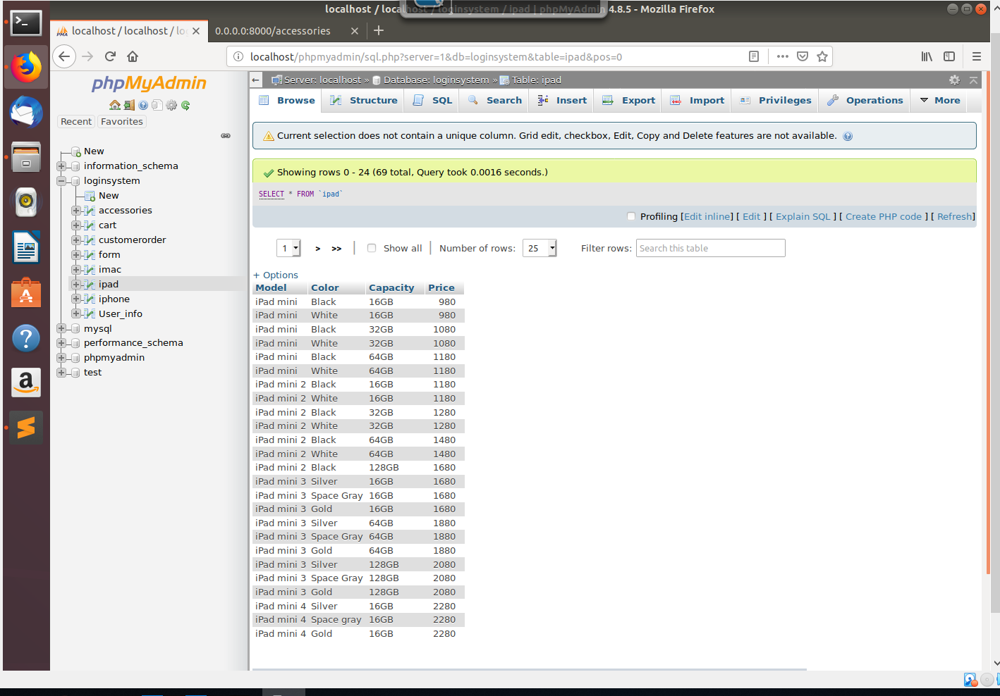 localhost / localhost / loginsystem / ipad | phpMyAdmin 4.8.5 - Mozilla Firefox
localhost / localhost / lo
0.0.0.0:8000/accessories
localhost/phpmyadmin/sql.php?server=1&db=loginsystem&table=ipad&pos=0
phpMyAdmin
Recent Favorites
New
information_schema
loginsystem
New
accessories
cart
customerorder
form
imac
ipad
iphone
User_info
mysql
performance_schema
phpmyadmin
test
Server: localhost » Database: loginsystem » Table: ipad
Browse Structure SQL Search Insert Export Import Privileges Operations More
Current selection does not contain a unique column. Grid edit, checkbox, Edit, Copy and Delete features are not available.
Showing rows 0 - 24 (69 total, Query took 0.0016 seconds.)
SELECT * FROM `ipad`
Profiling [Edit inline] [ Edit ] [ Explain SQL ] [ Create PHP code ] [ Refresh]
1 > >> | Show all | Number of rows: 25 Filter rows: Search this table
+ Options
Model Color Capacity Price
iPad mini Black 16GB 980
iPad mini White 16GB 980
iPad mini Black 32GB 1080
iPad mini White 32GB 1080
iPad mini Black 64GB 1180
iPad mini White 64GB 1180
iPad mini 2 Black 16GB 1180
iPad mini 2 White 16GB 1180
iPad mini 2 Black 32GB 1280
iPad mini 2 White 32GB 1280
iPad mini 2 Black 64GB 1480
iPad mini 2 White 64GB 1480
iPad mini 2 Black 128GB 1680
iPad mini 3 Silver 16GB 1680
iPad mini 3 Space Gray 16GB 1680
iPad mini 3 Gold 16GB 1680
iPad mini 3 Silver 64GB 1880
iPad mini 3 Space Gray 64GB 1880
iPad mini 3 Gold 64GB 1880
iPad mini 3 Silver 128GB 2080
iPad mini 3 Space Gray 128GB 2080
iPad mini 3 Gold 128GB 2080
iPad mini 4 Silver 16GB 2280
iPad mini 4 Space gray 16GB 2280
iPad mini 4 Gold 16GB 2280